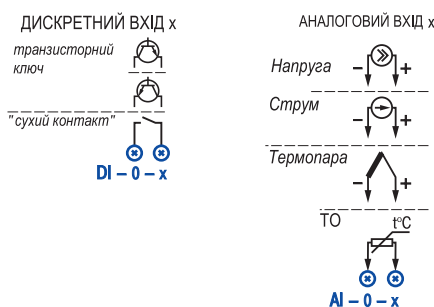 ДИСКРЕТНИЙ ВХІД x
транзисторний
ключ
"сухий контакт"
DI – 0 – x
АНАЛОГОВИЙ ВХІД x
Напруга
– +
Струм
– +
Термопара
– +
ТО
t°C
AI – 0 – x